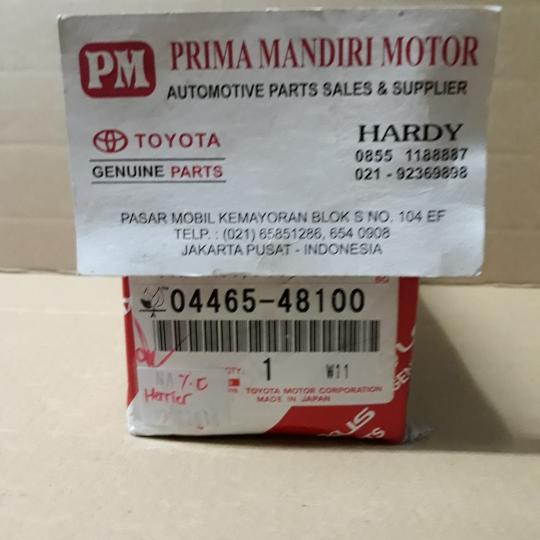 PM PRIMA MANDIRI MOTOR
AUTOMOTIVE PARTS SALES & SUPPLIER
TOYOTA
GENUINE PARTS
HARDY
0855 1188887
021 - 92369898
PASAR MOBIL KEMAYORAN BLOK S NO. 104 EF
TELP. : (021) 65851286, 654 0908
JAKARTA PUSAT - INDONESIA
04465-48100
QTY.
1
W11
TOYOTA MOTOR CORPORATION
MADE IN JAPAN
Herrier